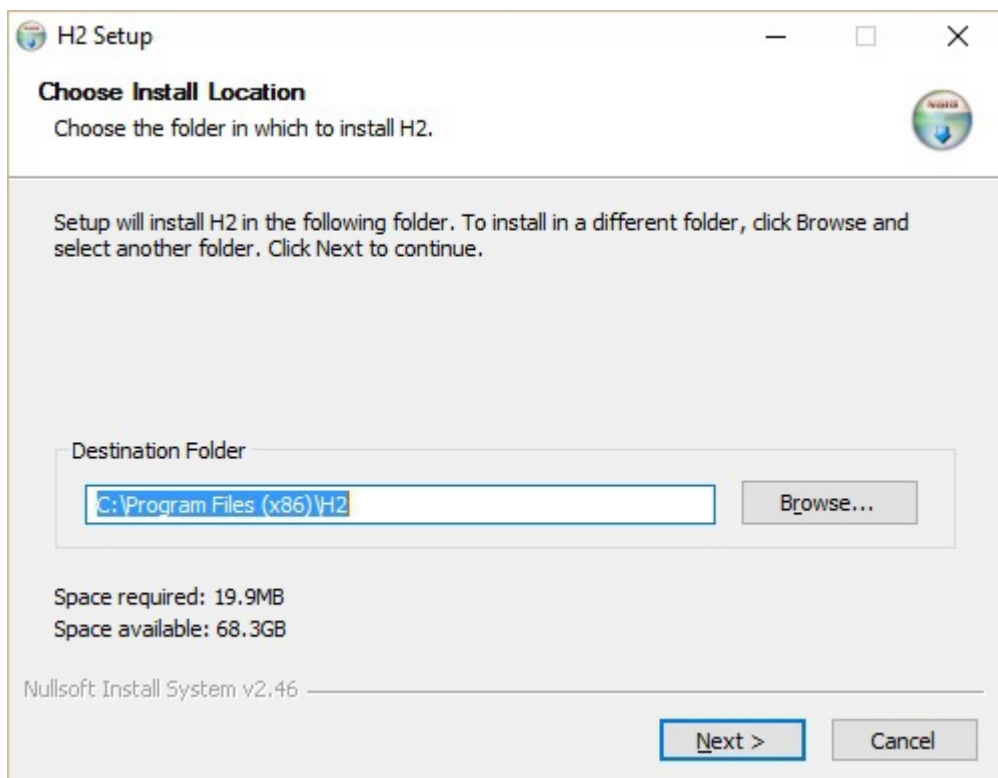 H2 Setup
Choose Install Location
Choose the folder in which to install H2.
Setup will install H2 in the following folder. To install in a different folder, click Browse and
select another folder. Click Next to continue.
Destination Folder
C:\Program Files (x86)\H2
Browse...
Space required: 19.9MB
Space available: 68.3GB
Nullsoft Install System v2.46
Next >
Cancel